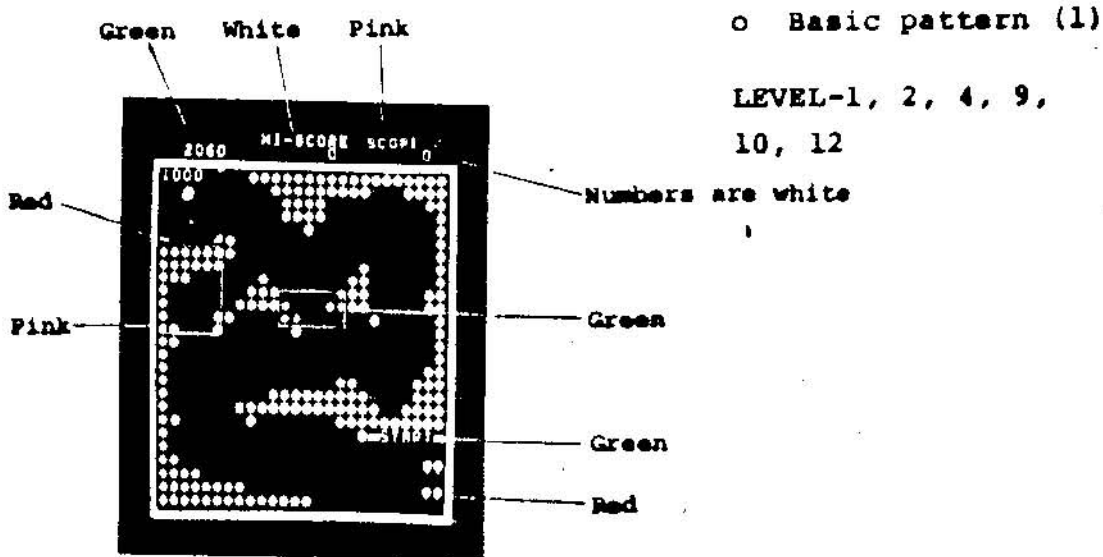 o Basic pattern (1)
Green White Pink
LEVEL-1, 2, 4, 9,
10, 12
HI-SCORE
2060 0 0
1000
Numbers are white
Red
Pink
Green
START
Green
Red